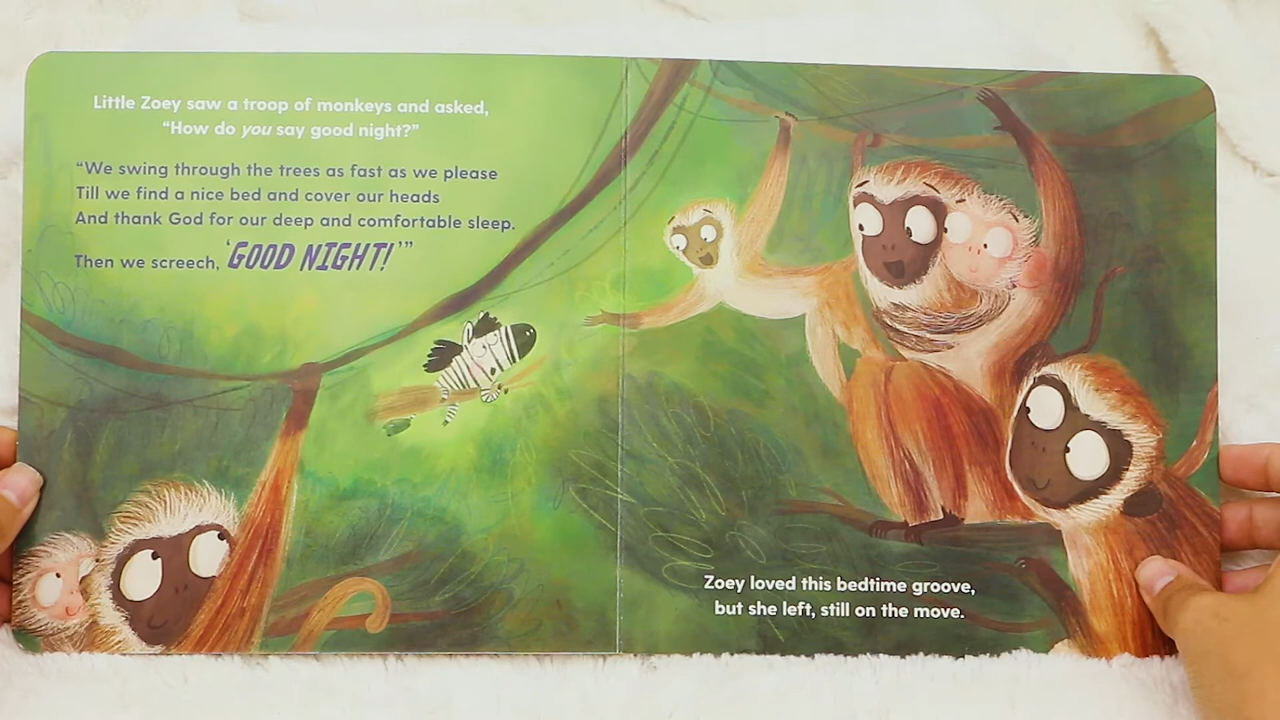 Little Zoey saw a troop of monkeys and asked,
“How do you say good night?”
“We swing through the trees as fast as we please
Till we find a nice bed and cover our heads
And thank God for our deep and comfortable sleep.
Then we screech, ‘GOOD NIGHT!’”
Zoey loved this bedtime groove,
but she left, still on the move.